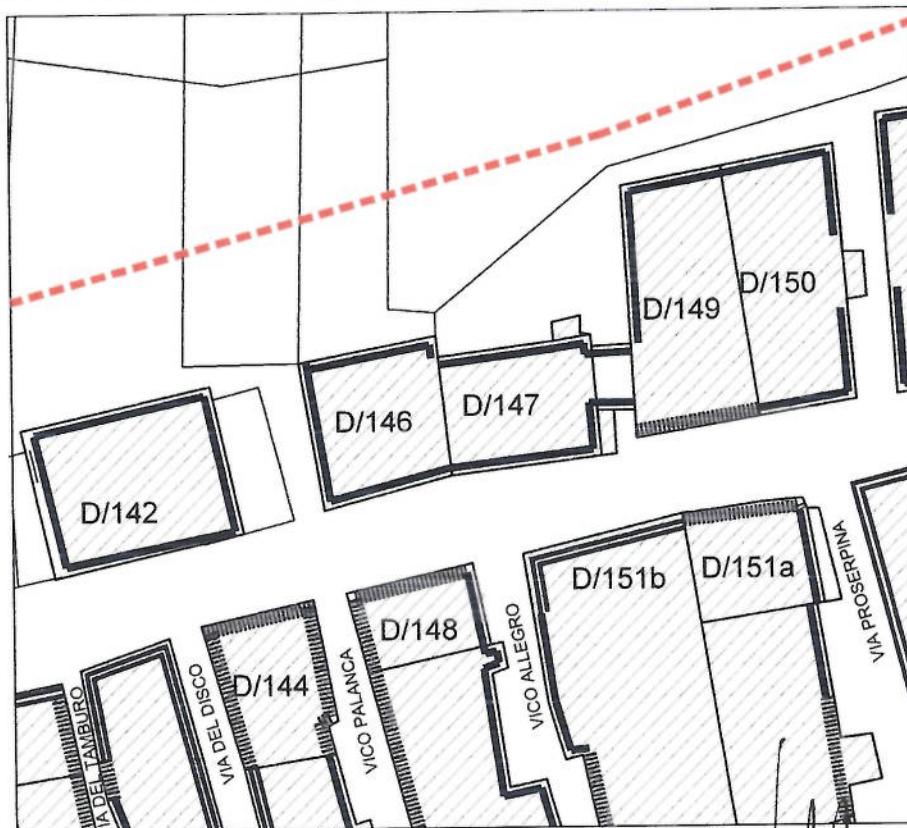 D/150
D/149
D/147
D/146
D/142
D/151b
D/151a
D/148
D/144
VIA DEL TAMBURO
VIA DEL DISCO
VICO PALANCA
VICO ALLEGRO
VIA PROSERPINA